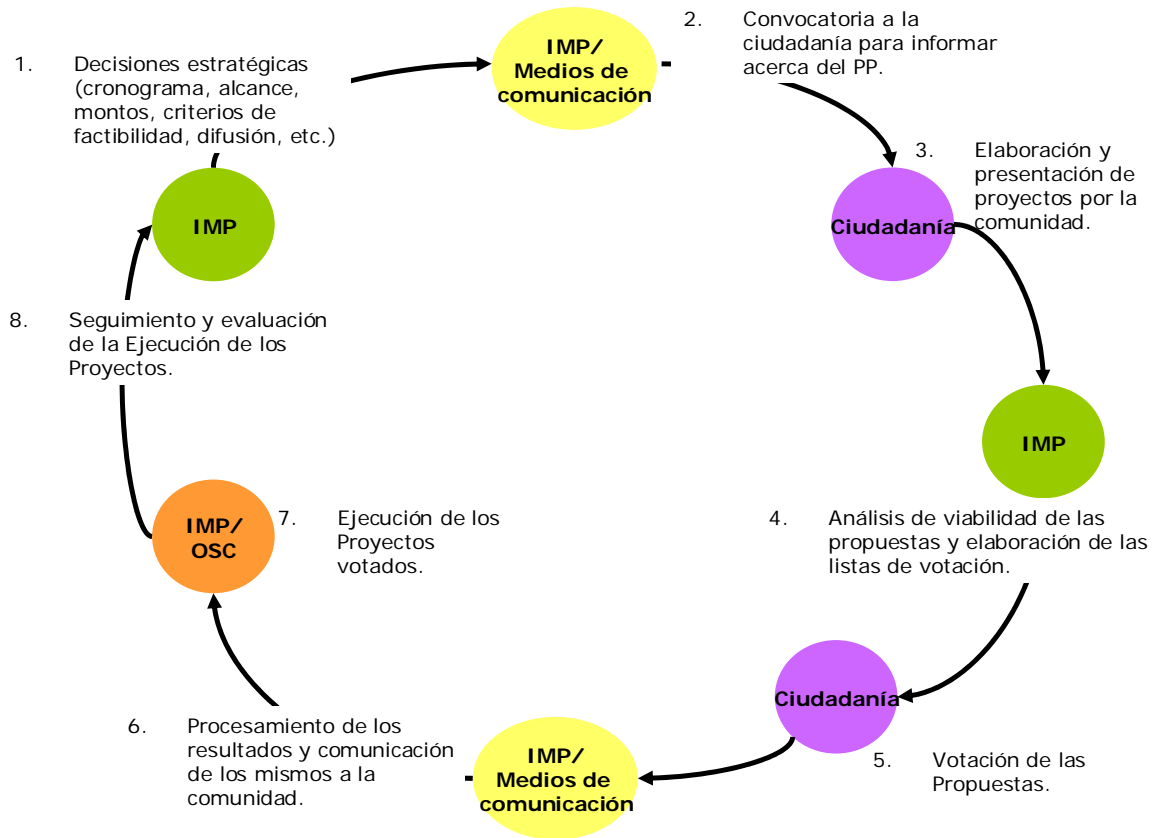 1. Decisiones estratégicas
(cronograma, alcance,
montos, criterios de
factibilidad, difusión, etc.)
IMP/
Medios de
comunicación
2. Convocatoria a la
ciudadanía para informar
acerca del PP.
3. Elaboración y
presentación de
proyectos por la
comunidad.
IMP
Ciudadanía
8. Seguimiento y evaluación
de la Ejecución de los
Proyectos.
IMP
IMP/
OSC
7. Ejecución de los
Proyectos
votados.
4. Análisis de viabilidad de las
propuestas y elaboración de las
listas de votación.
Ciudadanía
6. Procesamiento de los
resultados y comunicación
de los mismos a la
comunidad.
IMP/
Medios de
comunicación
5. Votación de las
Propuestas.